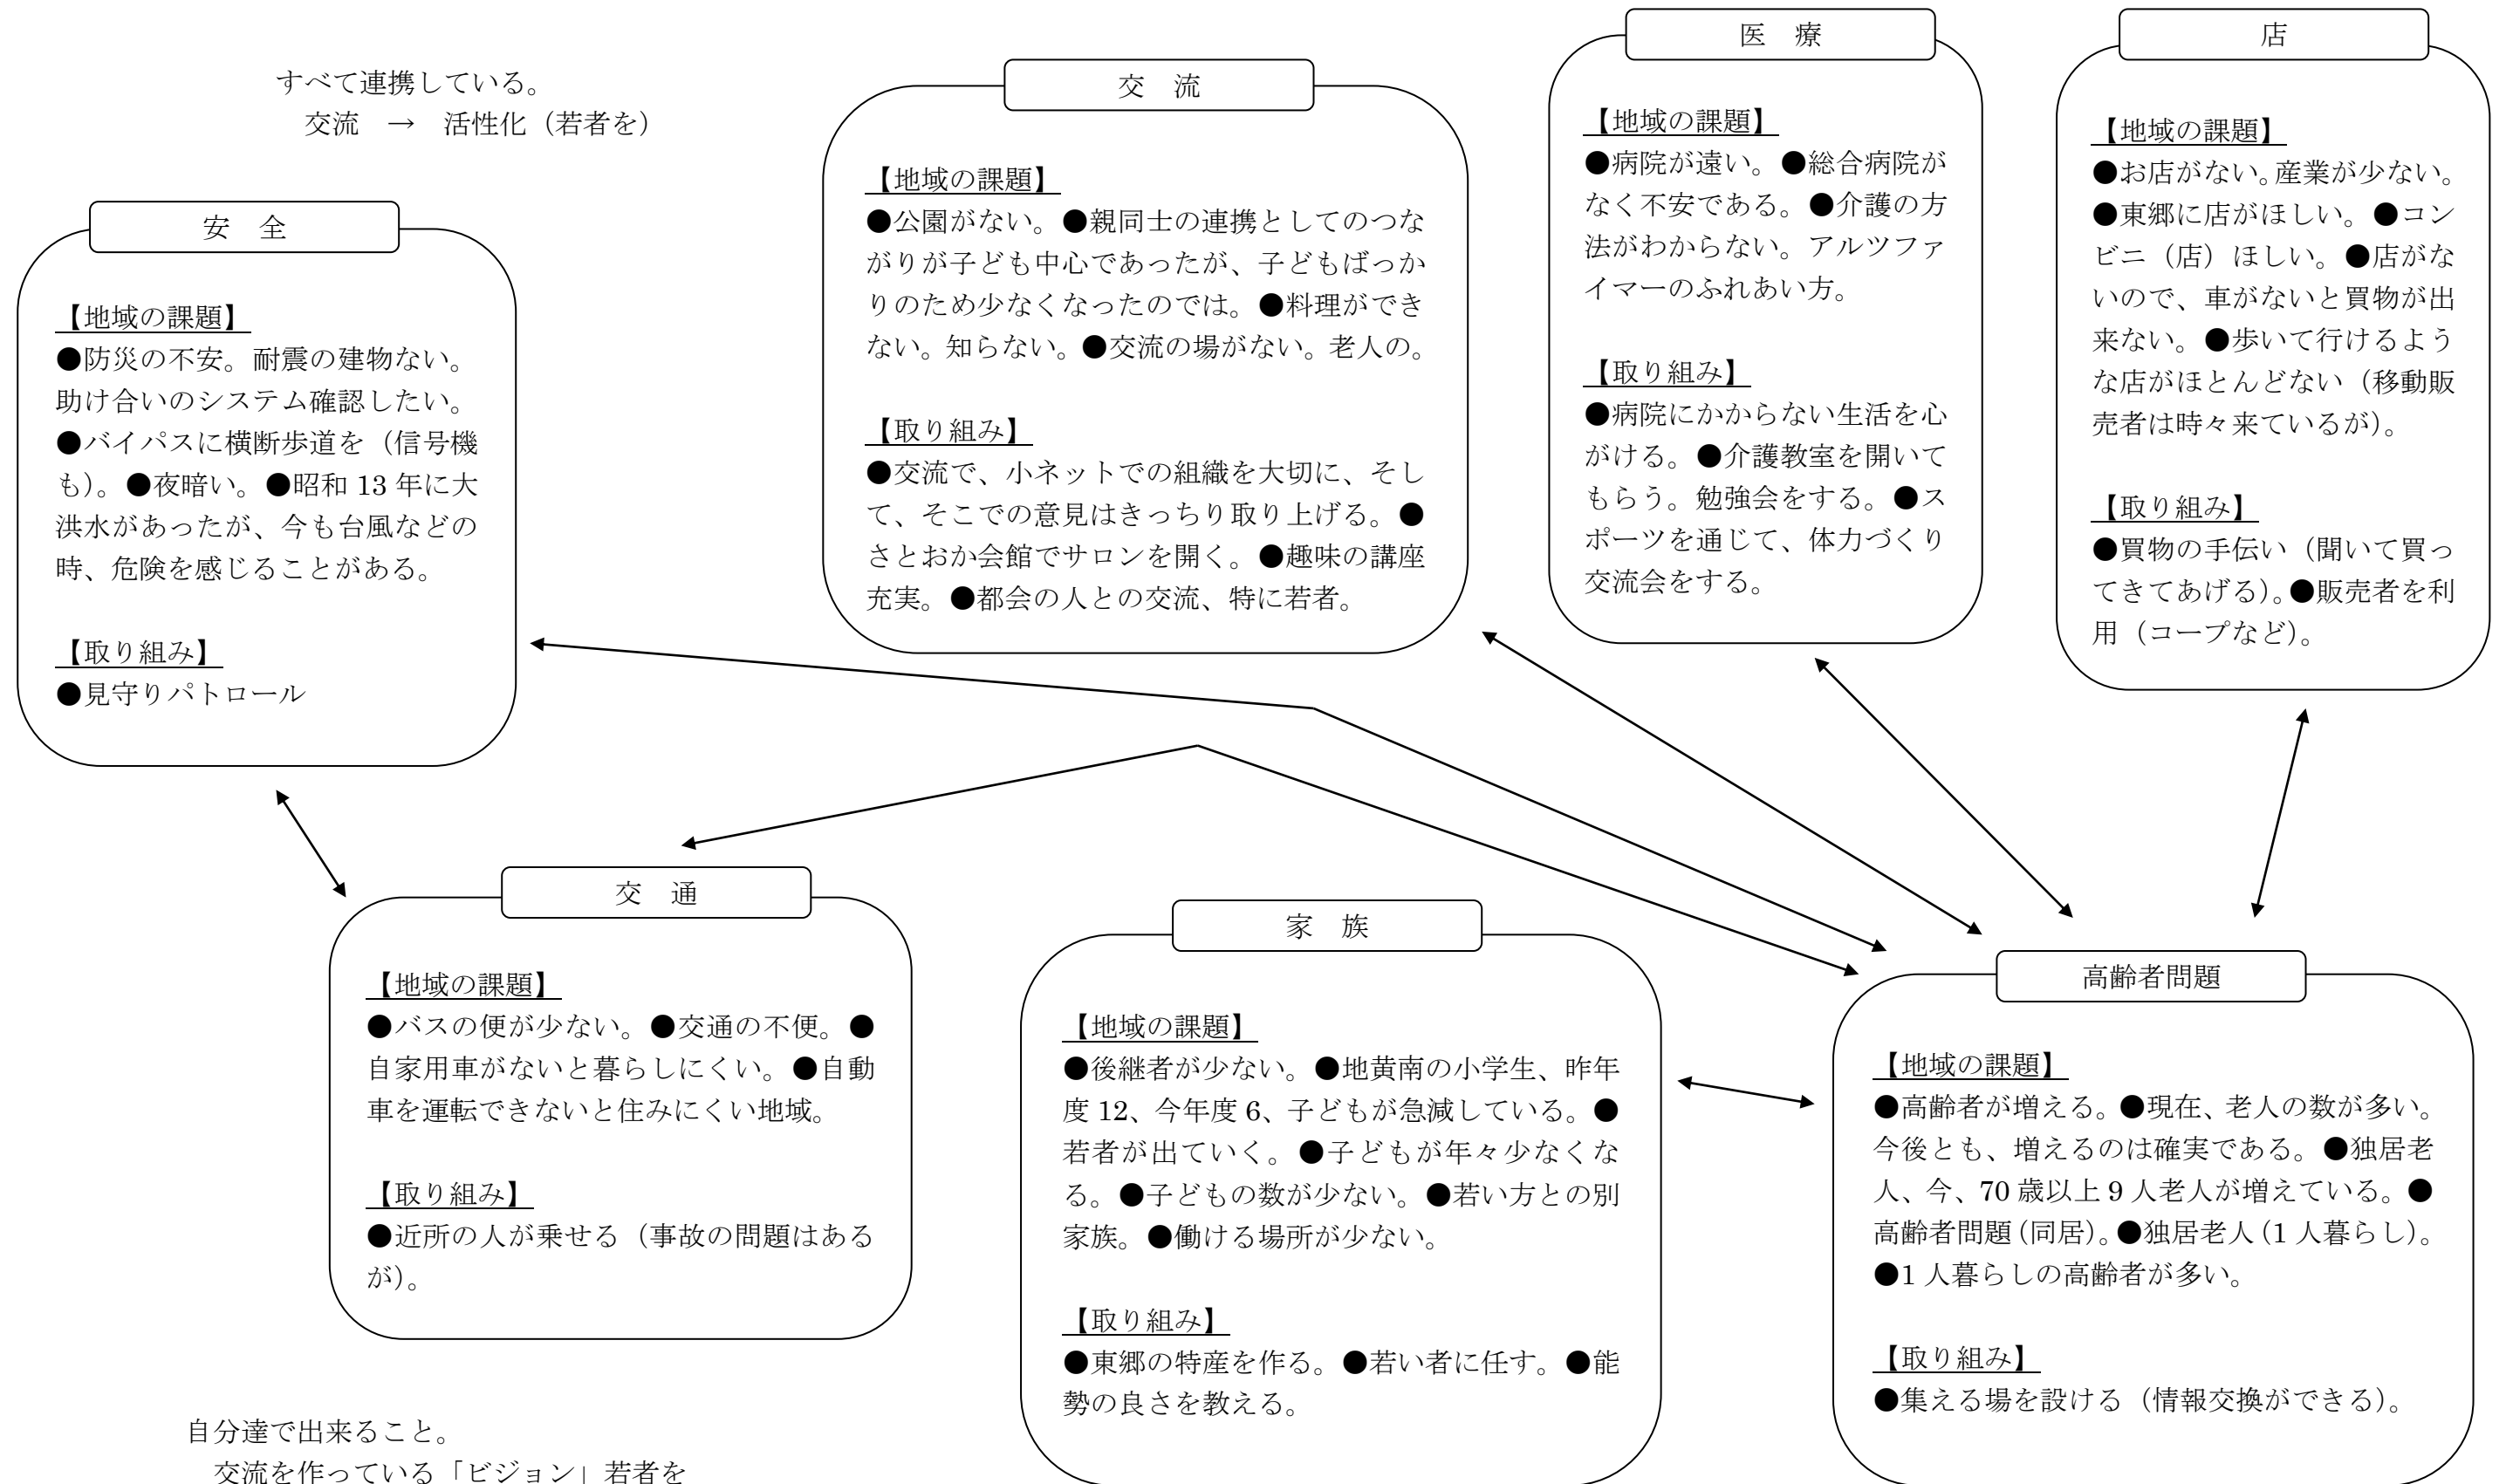 すべて連携している。
交流　→　活性化（若者を）
安　全
【地域の課題】
●防災の不安。耐震の建物ない。
助け合いのシステム確認したい。
●バイパスに横断歩道を（信号機
も）。●夜暗い。●昭和 13 年に大
洪水があったが、今も台風などの
時、危険を感じることがある。
【取り組み】
●見守りパトロール
交　流
【地域の課題】
●公園がない。●親同士の連携としてのつな
がりが子ども中心であったが、子どもばっか
りのため少なくなったのでは。●料理ができ
ない。知らない。●交流の場がない。老人の。
【取り組み】
●交流で、小ネットでの組織を大切に、そし
て、そこでの意見はきっちり取り上げる。●
さとおか会館でサロンを開く。●趣味の講座
充実。●都会の人との交流、特に若者。
医　療
【地域の課題】
●病院が遠い。●総合病院が
なく不安である。●介護の方
法がわからない。アルツファ
イマーのふれあい方。
【取り組み】
●病院にかからない生活を心
がける。●介護教室を開いて
もらう。勉強会をする。●ス
ポーツを通じて、体力づくり
交流会をする。
店
【地域の課題】
●お店がない。産業が少ない。
●東郷に店がほしい。●コン
ビニ（店）ほしい。●店がな
いので、車がないと買物が出
来ない。●歩いて行けるよう
な店がほとんどない（移動販
売者は時々来ているが）。
【取り組み】
●買物の手伝い（聞いて買っ
てきてあげる）。●販売者を利
用（コープなど）。
交　通
【地域の課題】
●バスの便が少ない。●交通の不便。●
自家用車がないと暮らしにくい。●自動
車を運転できないと住みにくい地域。
【取り組み】
●近所の人が乗せる（事故の問題はある
が）。
家　族
【地域の課題】
●後継者が少ない。●地黄南の小学生、昨年
度 12、今年度 6、子どもが急減している。●
若者が出ていく。●子どもが年々少なくな
る。●子どもの数が少ない。●若い方との別
家族。●働ける場所が少ない。
【取り組み】
●東郷の特産を作る。●若い者に任す。●能
勢の良さを教える。
高齢者問題
【地域の課題】
●高齢者が増える。●現在、老人の数が多い。
今後とも、増えるのは確実である。●独居老
人、今、70 歳以上 9 人老人が増えている。●
高齢者問題（同居）。●独居老人（1 人暮らし）。
●1 人暮らしの高齢者が多い。
【取り組み】
●集える場を設ける（情報交換ができる）。
自分達で出来ること。
交流を作っている「ビジョン」若者を